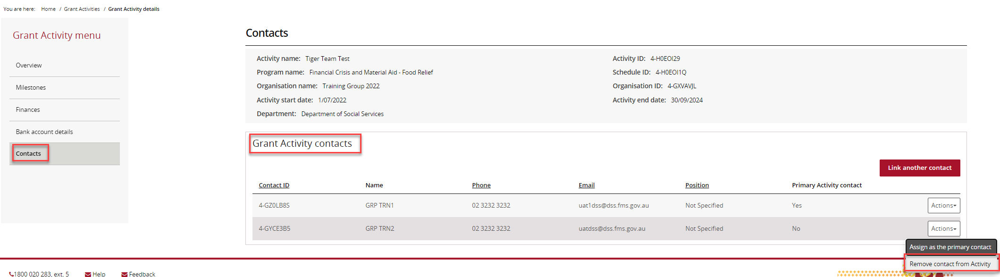 You are here: Home / Grant Activities / Grant Activity details
Grant Activity menu
Overview
Milestones
Finances
Bank account details
Contacts
Contacts
Activity name: Tiger Team Test
Activity ID: 4-H0EOI29
Program name: Financial Crisis and Material Aid - Food Relief
Schedule ID: 4-H0EOI1Q
Organisation name: Training Group 2022
Organisation ID: 4-GXVAVJL
Activity start date: 1/07/2022
Activity end date: 30/09/2024
Department: Department of Social Services
Grant Activity contacts
Link another contact
Contact ID Name Phone Email Position Primary Activity contact
4-GZ0LB8S GRP TRN1 02 3232 3232 uat1dss@dss.fms.gov.au Not Specified Yes Actions
4-GYCE3B5 GRP TRN2 02 3232 3232 uatdss@dss.fms.gov.au Not Specified No Actions
Assign as the primary contact
Remove contact from Activity
1800 020 283, ext. 5 Help Feedback